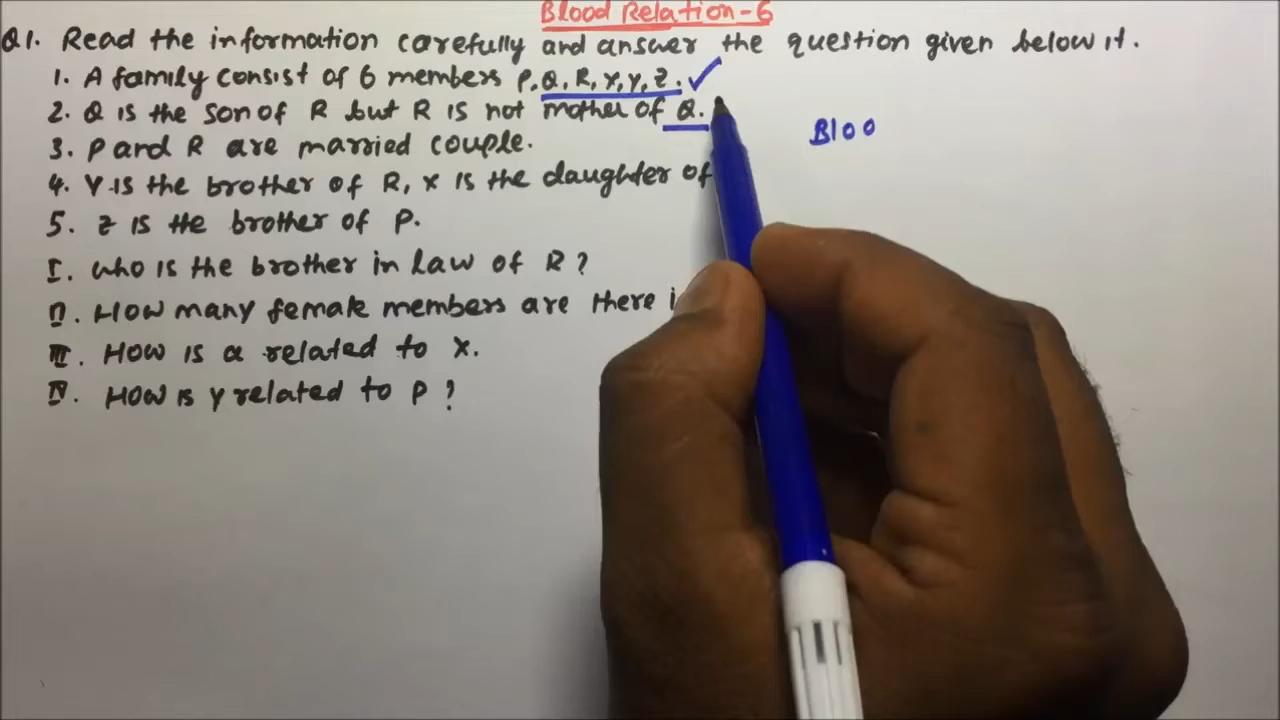 Blood Relation-6
Q1. Read the information carefully and answer the question given below it.
1. A family consist of 6 members P, Q, R, X, Y, Z.
2. Q is the son of R but R is not mother of Q.
3. P and R are married couple.
4. Y is the brother of R, X is the daughter of
5. Z is the brother of P.
I. who is the brother in law of R?
II. How many female members are there i
III. How is Q related to X.
IV. How is Y related to P?
Bloo